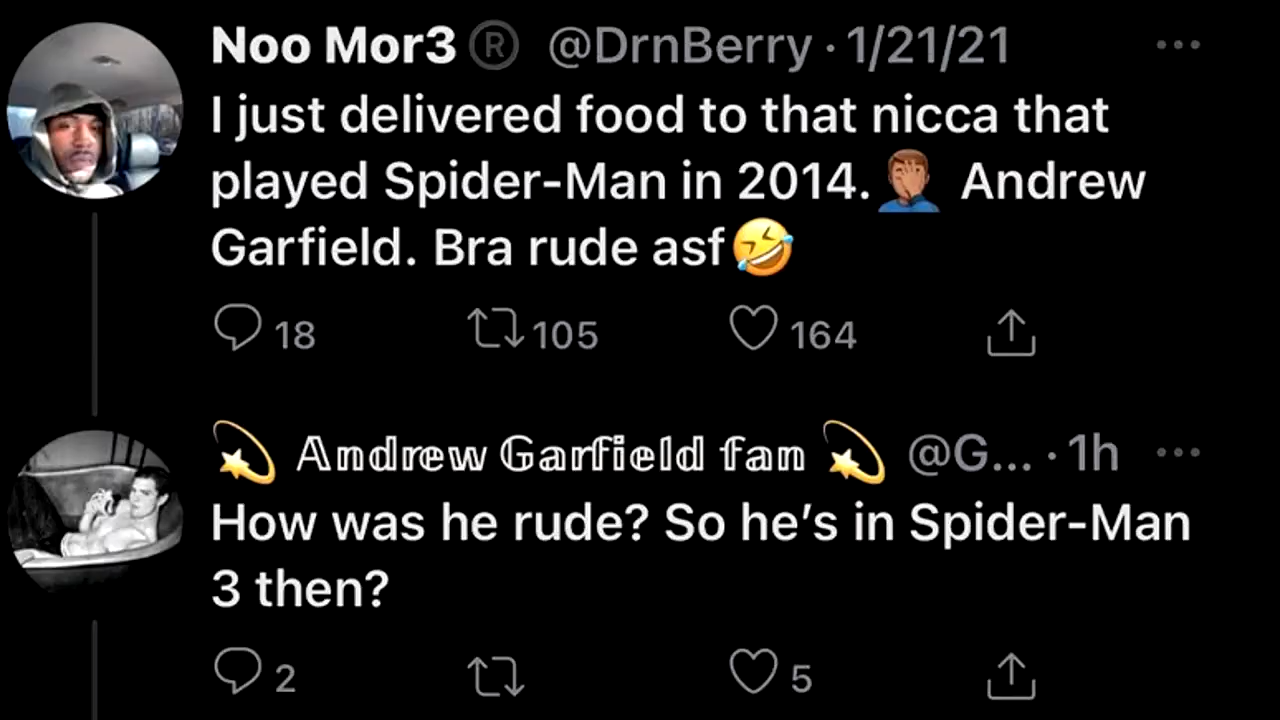 Noo Mor3 ® @DrnBerry · 1/21/21
I just delivered food to that nicca that
played Spider-Man in 2014.🤦🏽‍♂️ Andrew
Garfield. Bra rude asf🤣
18 105 164
💫 𝔸𝕟𝕕𝕣𝕖𝕨 𝔾𝕒𝕣𝕗𝕚𝕖𝕝𝕕 𝕗𝕒𝕟 💫 @G... · 1h
How was he rude? So he’s in Spider-Man
3 then?
2 5